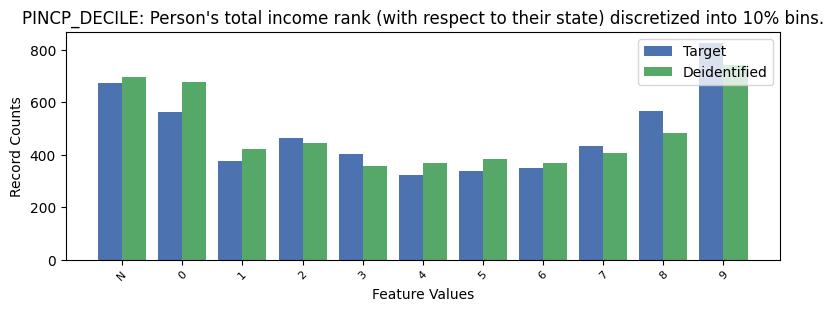 PINCP_DECILE: Person's total income rank (with respect to their state) discretized into 10% bins.
800
600
400
200
0
Record Counts
Target
Deidentified
N 0 1 2 3 4 5 6 7 8 9
Feature Values